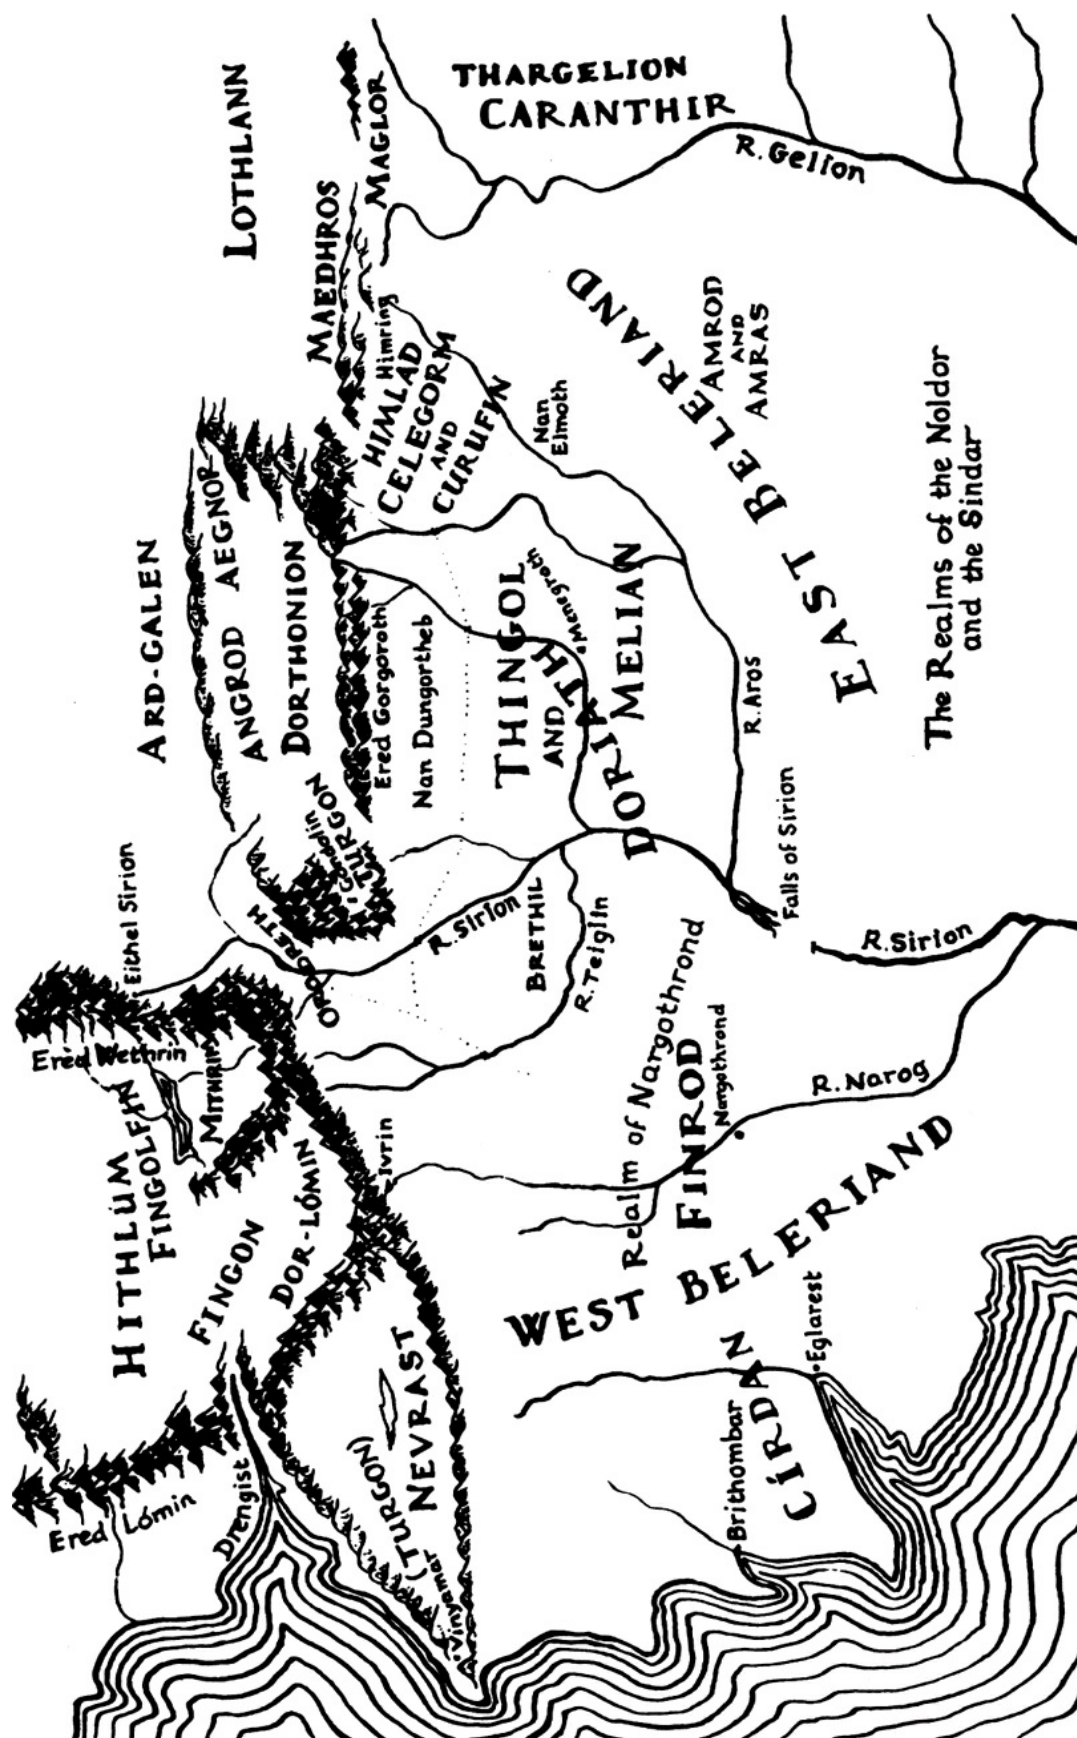 LOTHLANN
ARD-GALEN
Eithel Sirion
HITHLUM
FINGOLFIN
Ered Wethrin
MITHRIM
FINGON
DOR-LÓMIN
Ered Lómin
Drengist
(TURGON)
NEVRAST
Vinyamar
Ivrin
ANGROD AEGNOR
DORTHONION
Gondolin
TURGON
Ered Gorgoroth
Nan Dungortheb
MAEDHROS
MAGLOR
Himring
HIMLAD
CELEGORM
AND
CURUFIN
THARGELION
CARANTHIR
R. Gelion
Nan
Elmoth
THINGOL
AND
MELIAN
DORIATH
Menegroth
R. Sirion
BRETHIL
R. Teiglin
R. Aros
Falls of Sirion
R. Sirion
Realm of Nargothrond
FINROD
Nargothrond
R. Narog
WEST BELERIAND
EAST BELERIAND
AMROD
AND
AMRAS
Brithombar
CÍRDAN
Eglarest
The Realms of the Noldor
and the Sindar